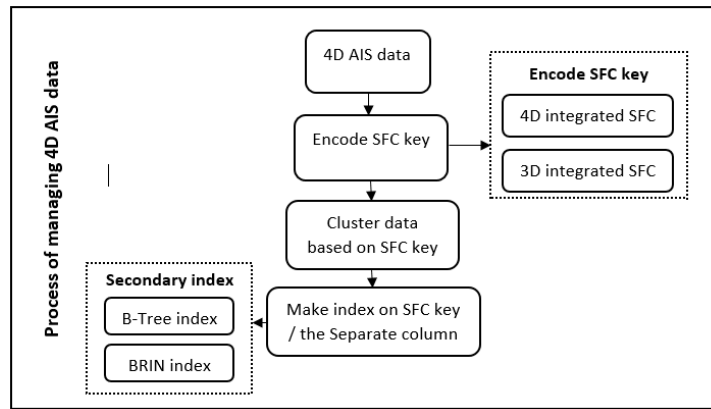 Process of managing 4D AIS data
4D AIS data
Encode SFC key
Encode SFC key
4D integrated SFC
3D integrated SFC
Cluster data
based on SFC key
Make index on SFC key
/ the Separate column
Secondary index
B-Tree index
BRIN index